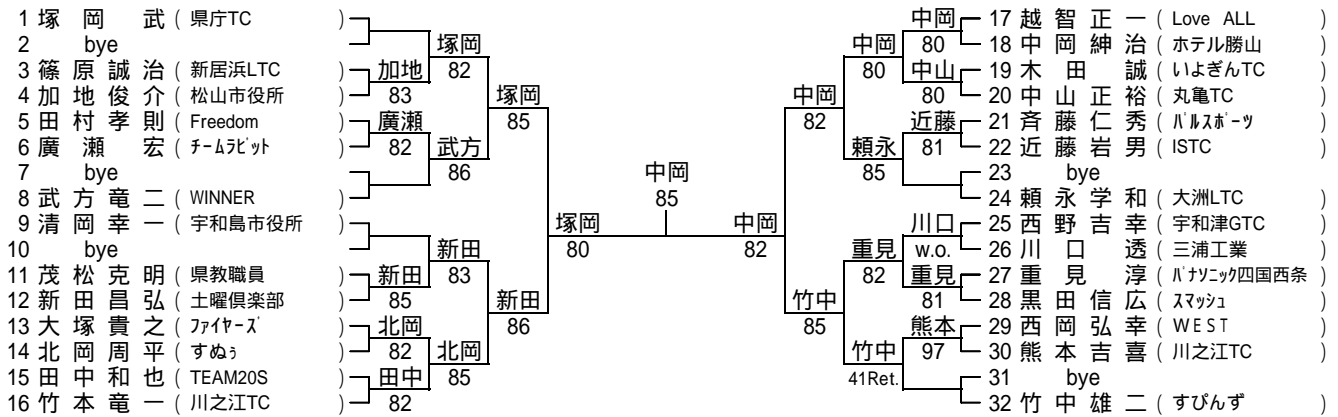 1 塚岡 武 ( 県庁TC )
2 bye
3 篠原誠治 ( 新居浜LTC )
4 加地俊介 ( 松山市役所 )
5 田村孝則 ( Freedom )
6 廣瀬 宏 ( ﾁｰﾑﾗﾋﾞｯﾄ )
7 bye
8 武方竜二 ( WINNER )
9 清岡幸一 ( 宇和島市役所 )
10 bye
11 茂松克明 ( 県教職員 )
12 新田昌弘 ( 土曜倶楽部 )
13 大塚貴之 ( ﾌｧｲﾔｰｽﾞ )
14 北岡周平 ( すぬぅ )
15 田中和也 ( TEAM20S )
16 竹本竜一 ( 川之江TC )
加地
83
廣瀬
82
新田
85
北岡
82
田中
82
塚岡
82
武方
86
新田
83
北岡
85
塚岡
85
新田
86
塚岡
80
中岡
85
中岡
82
中岡
82
竹中
85
中岡
80
頼永
85
重見
82
竹中
41Ret.
中岡
80
中山
80
近藤
81
川口
w.o.
重見
81
熊本
97
17 越智正一 ( Love ALL )
18 中岡紳治 ( ホテル勝山 )
19 木田 誠 ( いよぎんTC )
20 中山正裕 ( 丸亀TC )
21 斉藤仁秀 ( ﾊﾟﾙｽﾎﾟｰﾂ )
22 近藤岩男 ( ISTC )
23 bye
24 頼永学和 ( 大洲LTC )
25 西野吉幸 ( 宇和津GTC )
26 川口 透 ( 三浦工業 )
27 重見 淳 ( ﾊﾟﾅｿﾆｯｸ四国西条 )
28 黒田信広 ( ｽﾏｯｼｭ )
29 西岡弘幸 ( ＷＥＳＴ )
30 熊本吉喜 ( 川之江TC )
31 bye
32 竹中雄二 ( すぴんず )